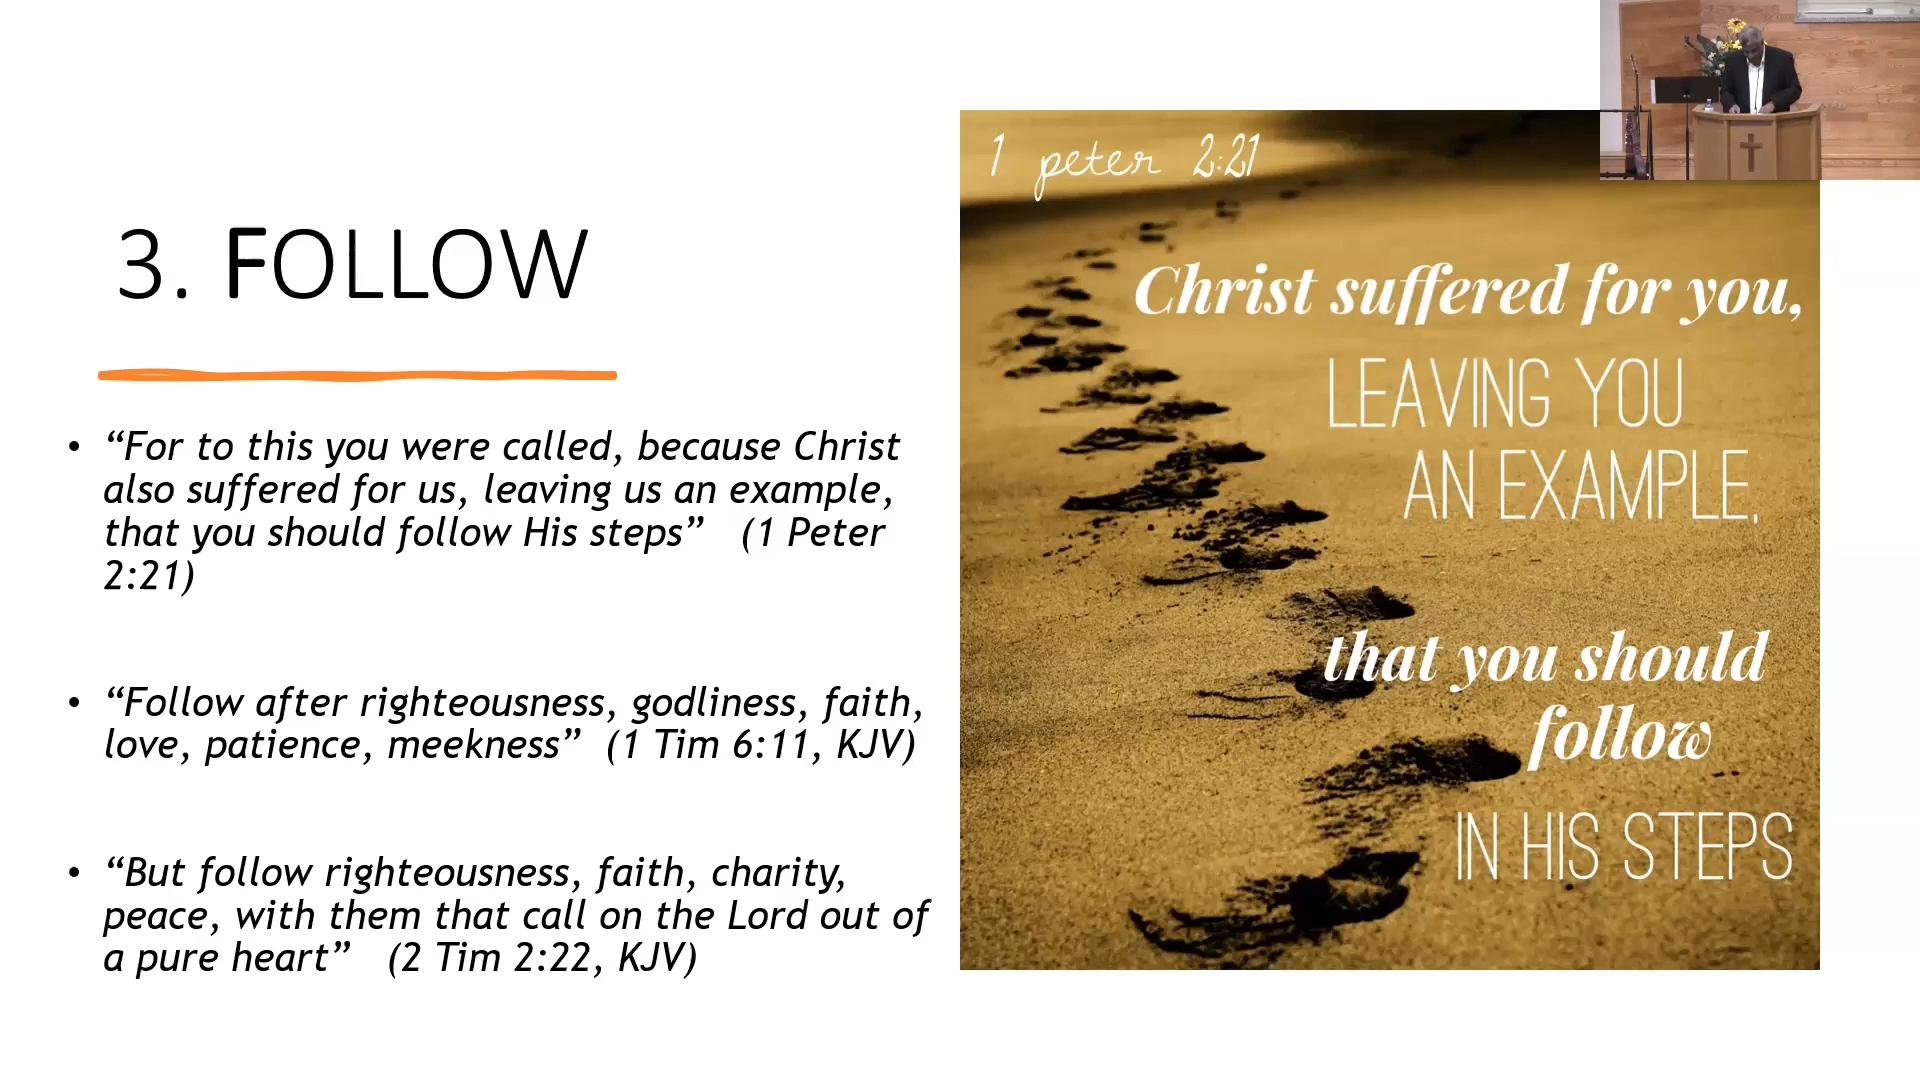 3. FOLLOW
• “For to this you were called, because Christ
also suffered for us, leaving us an example,
that you should follow His steps” (1 Peter
2:21)
• “Follow after righteousness, godliness, faith,
love, patience, meekness” (1 Tim 6:11, KJV)
• “But follow righteousness, faith, charity,
peace, with them that call on the Lord out of
a pure heart” (2 Tim 2:22, KJV)
1 peter 2:21
Christ suffered for you,
LEAVING YOU
AN EXAMPLE,
that you should
follow
IN HIS STEPS